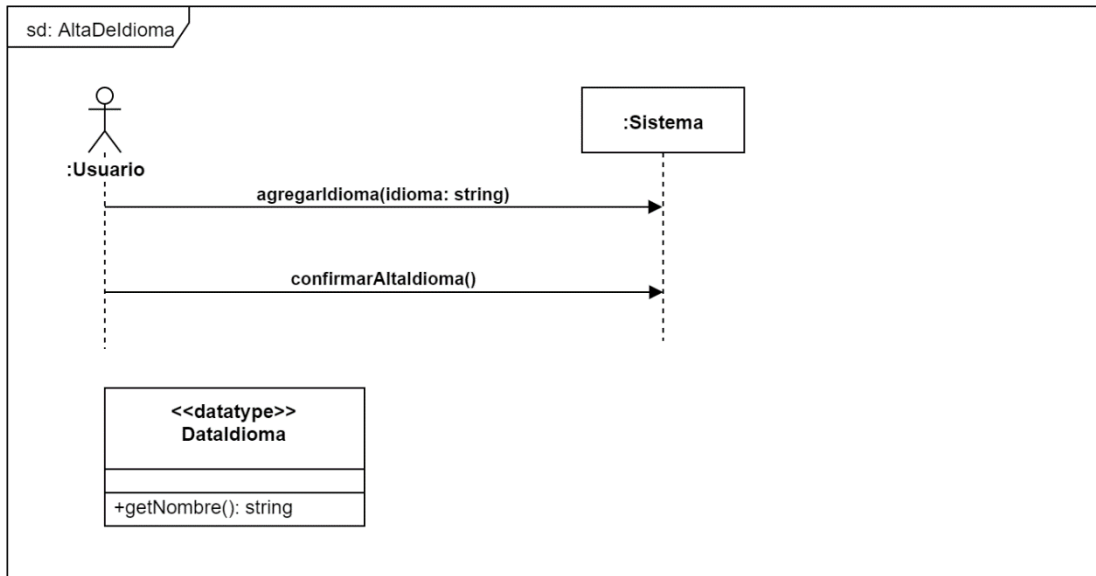 sd: AltaDeIdioma
:Usuario
:Sistema
agregarIdioma(idioma: string)
confirmarAltaIdioma()
<<datatype>>
DataIdioma
+getNombre(): string